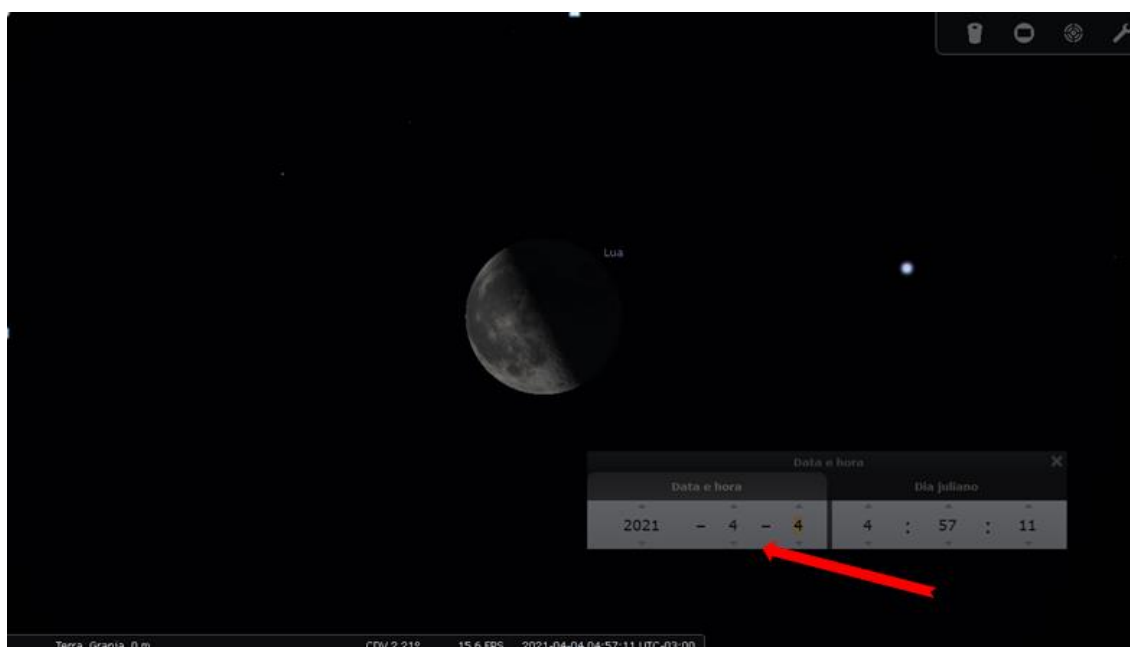 Lua
Data e hora
Data e hora
Dia juliano
2021 - 4 - 4
4 : 57 : 11
Terra, Granja, 0 m
CDV 2.21° 15.6 FPS 2021-04-04 04:57:11 UTC-03:00